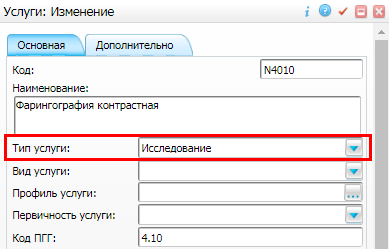 Услуги: Изменение
Основная Дополнительно
Код: N4010
Наименование:
Фарингография контрастная
Тип услуги: Исследование
Вид услуги:
Профиль услуги: ...
Первичность услуги:
Код ПГГ: 4.10